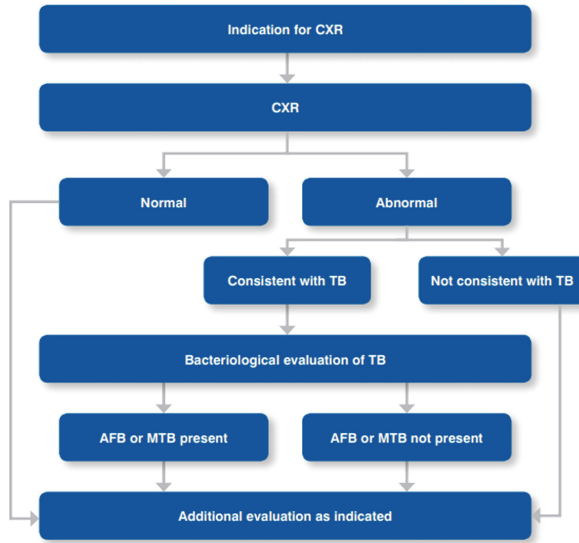 Indication for CXR
CXR
Normal
Abnormal
Consistent with TB
Not consistent with TB
Bacteriological evaluation of TB
AFB or MTB present
AFB or MTB not present
Additional evaluation as indicated